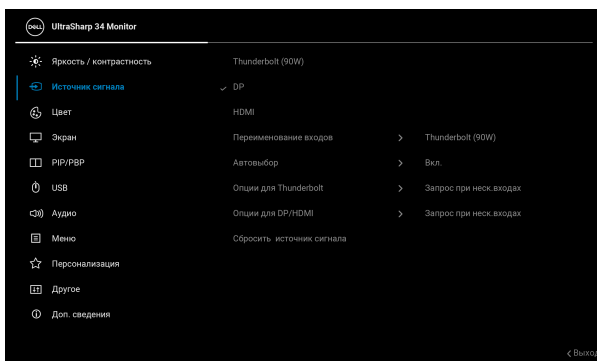 DELL UltraSharp 34 Monitor
Яркость / контрастность Thunderbolt (90W)
Источник сигнала DP
Цвет HDMI
Экран Переименование входов Thunderbolt (90W)
PIP/PBP Автовыбор Вкл.
USB Опции для Thunderbolt Запрос при неск.входах
Аудио Опции для DP/HDMI Запрос при неск.входах
Меню Сбросить источник сигнала
Персонализация
Другое
Доп. сведения
Выход